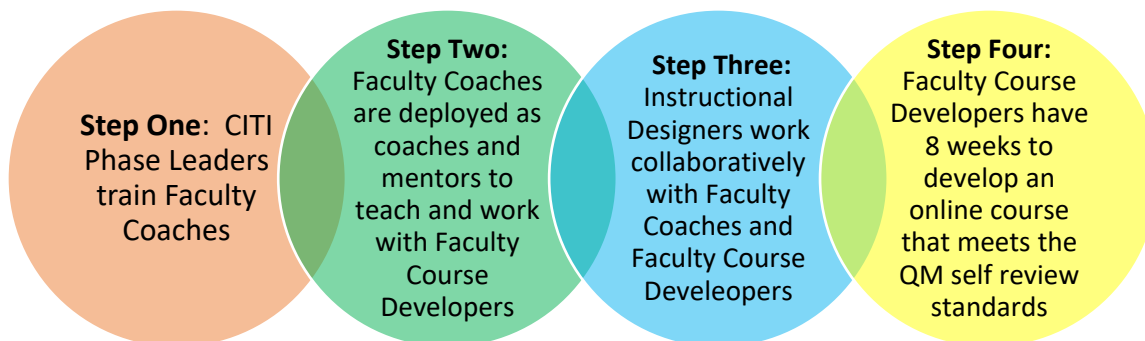 Step One:  CITI
Phase Leaders
train Faculty
Coaches
Step Two:
Faculty Coaches
are deployed as
coaches and
mentors to
teach and work
with Faculty
Course
Developers
Step Three:
Instructional
Designers work
collaboratively
with Faculty
Coaches and
Faculty Course
Develeopers
Step Four:
Faculty Course
Developers have
8 weeks to
develop an
online course
that meets the
QM self review
standards